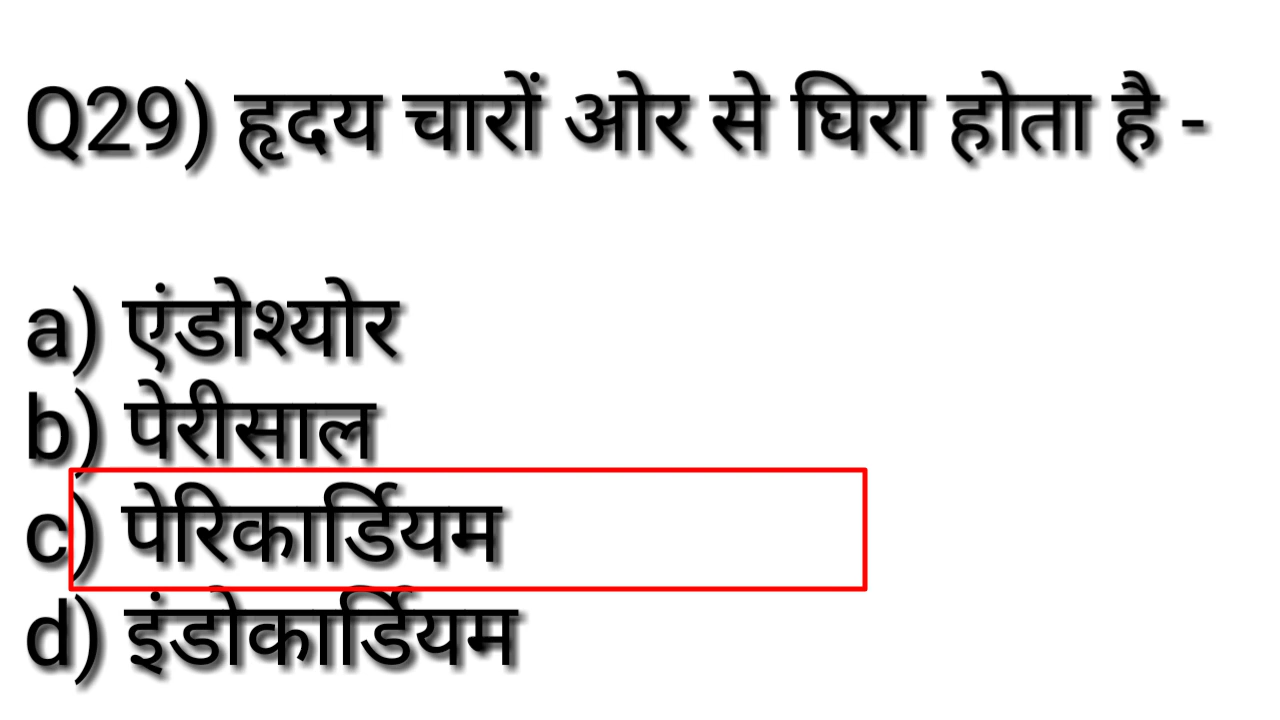 Q29) हृदय चारों ओर से घिरा होता है -
a) एंडोश्योर
b) पेरीसाल
c) पेरिकार्डियम
d) इंडोकार्डियम